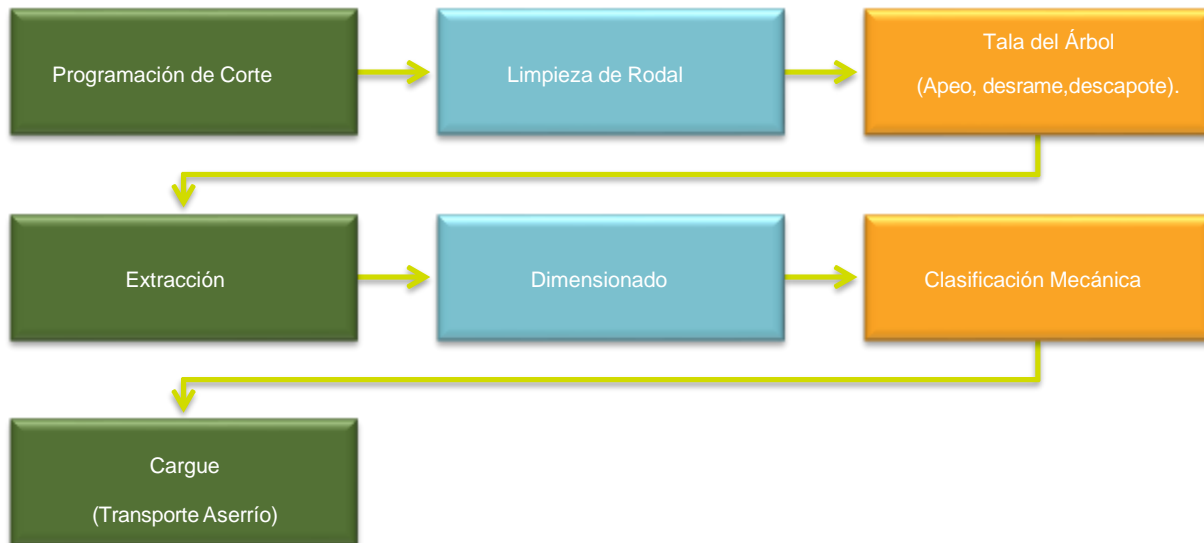 Programación de Corte
Limpieza de Rodal
Tala del Árbol
(Apeo, desrame,descapote).
Extracción
Dimensionado
Clasificación Mecánica
Cargue
(Transporte Aserrío)